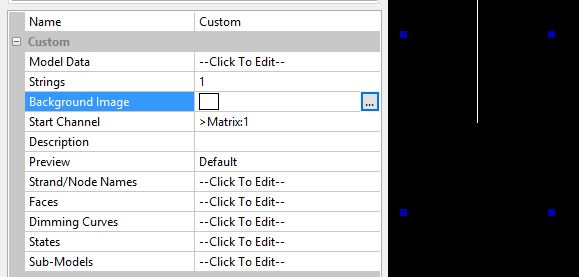 Name Custom
Custom
Model Data --Click To Edit--
Strings 1
Background Image ...
Start Channel >Matrix:1
Description
Preview Default
Strand/Node Names --Click To Edit--
Faces --Click To Edit--
Dimming Curves --Click To Edit--
States --Click To Edit--
Sub-Models --Click To Edit--